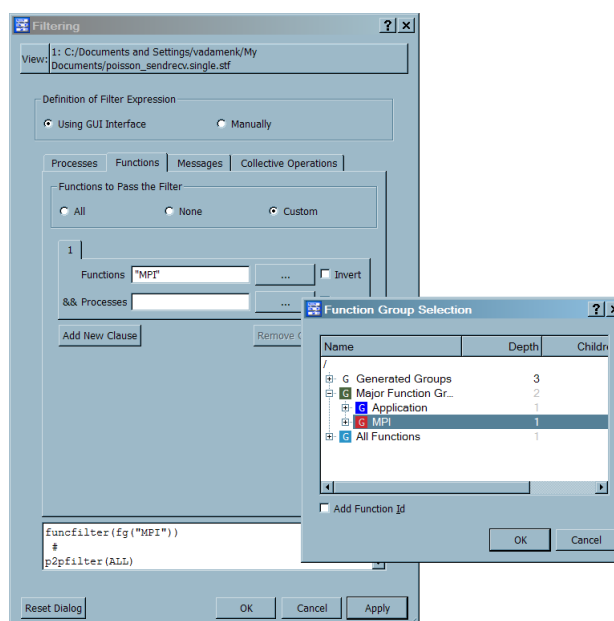 Filtering
View:
1: C:/Documents and Settings/vadamenk/My
Documents/poisson_sendrecv.single.stf
Definition of Filter Expression
Using GUI Interface
Manually
Processes
Functions
Messages
Collective Operations
Functions to Pass the Filter
All
None
Custom
1
Functions
"MPI"
...
Invert
&& Processes
...
Add New Clause
Remove
Function Group Selection
Name
Depth
/
G Generated Groups 3
G Major Function Gr... 2
G Application 1
G MPI 1
G All Functions 1
Add Function Id
OK
Cancel
funcfilter(fg("MPI"))
#
p2pfilter(ALL)
Reset Dialog
OK
Cancel
Apply